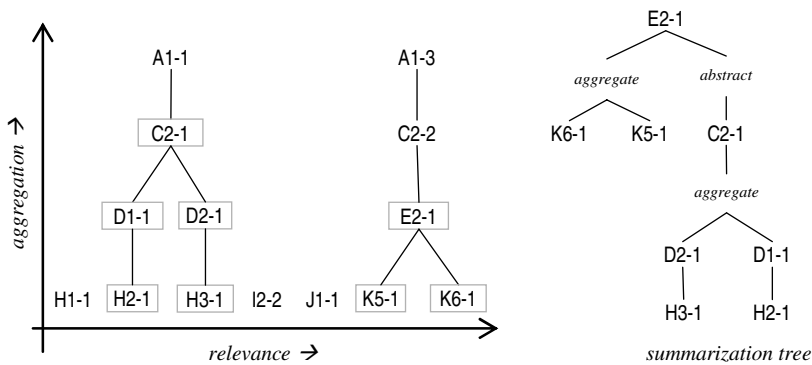 E2-1
A1-1 A1-3
aggregate abstract
C2-1 C2-2 K6-1 K5-1 C2-1
aggregation →
aggregate
D1-1 D2-1 E2-1
D2-1 D1-1
H1-1 H2-1 H3-1 I2-2 J1-1 K5-1 K6-1
H3-1 H2-1
relevance → summarization tree